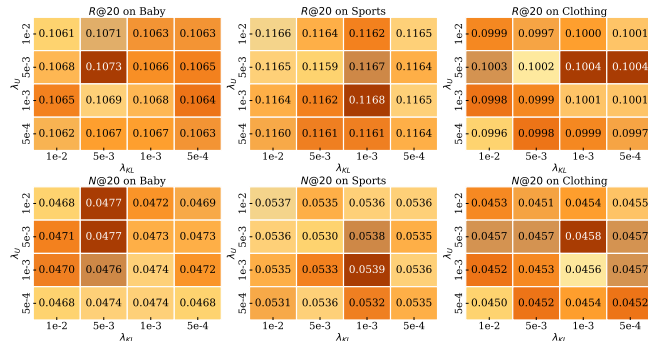 R@20 on Baby
λ_U
1e-2 0.1061 0.1071 0.1063 0.1063
5e-3 0.1068 0.1073 0.1066 0.1065
1e-3 0.1065 0.1069 0.1068 0.1064
5e-4 0.1062 0.1067 0.1067 0.1063
1e-2 5e-3 1e-3 5e-4
λ_KL
R@20 on Sports
λ_U
1e-2 0.1166 0.1164 0.1162 0.1165
5e-3 0.1165 0.1159 0.1167 0.1164
1e-3 0.1164 0.1162 0.1168 0.1165
5e-4 0.1160 0.1161 0.1161 0.1164
1e-2 5e-3 1e-3 5e-4
λ_KL
R@20 on Clothing
λ_U
1e-2 0.0999 0.0997 0.1000 0.1001
5e-3 0.1003 0.1002 0.1004 0.1004
1e-3 0.0998 0.0999 0.1001 0.1001
5e-4 0.0996 0.0998 0.0999 0.0997
1e-2 5e-3 1e-3 5e-4
λ_KL
N@20 on Baby
λ_U
1e-2 0.0468 0.0477 0.0472 0.0469
5e-3 0.0471 0.0477 0.0473 0.0473
1e-3 0.0470 0.0476 0.0474 0.0472
5e-4 0.0468 0.0474 0.0474 0.0468
1e-2 5e-3 1e-3 5e-4
λ_KL
N@20 on Sports
λ_U
1e-2 0.0537 0.0535 0.0536 0.0536
5e-3 0.0536 0.0530 0.0538 0.0535
1e-3 0.0535 0.0533 0.0539 0.0536
5e-4 0.0531 0.0536 0.0532 0.0535
1e-2 5e-3 1e-3 5e-4
λ_KL
N@20 on Clothing
λ_U
1e-2 0.0453 0.0451 0.0454 0.0455
5e-3 0.0457 0.0457 0.0458 0.0457
1e-3 0.0452 0.0453 0.0456 0.0457
5e-4 0.0450 0.0452 0.0454 0.0452
1e-2 5e-3 1e-3 5e-4
λ_KL